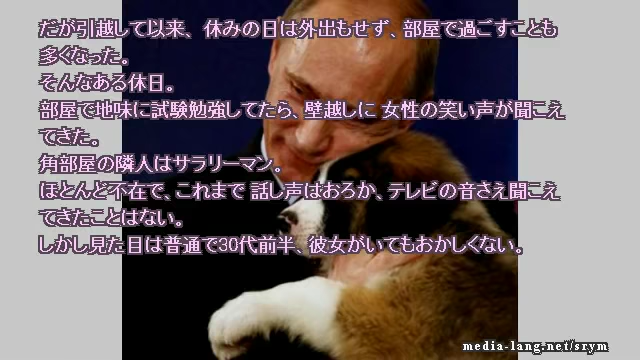 だが引越して以来、 休みの日は外出もせず、部屋で過ごすことも
多くなった。
そんなある休日。
部屋で地味に試験勉強してたら、壁越しに 女性の笑い声が聞こえ
てきた。
角部屋の隣人はサラリーマン。
ほとんど不在で、これまで 話し声はおろか、テレビの音さえ聞こえ
てきたことはない。
しかし見た目は普通で30代前半、彼女がいてもおかしくない。
media-lang.net/srym